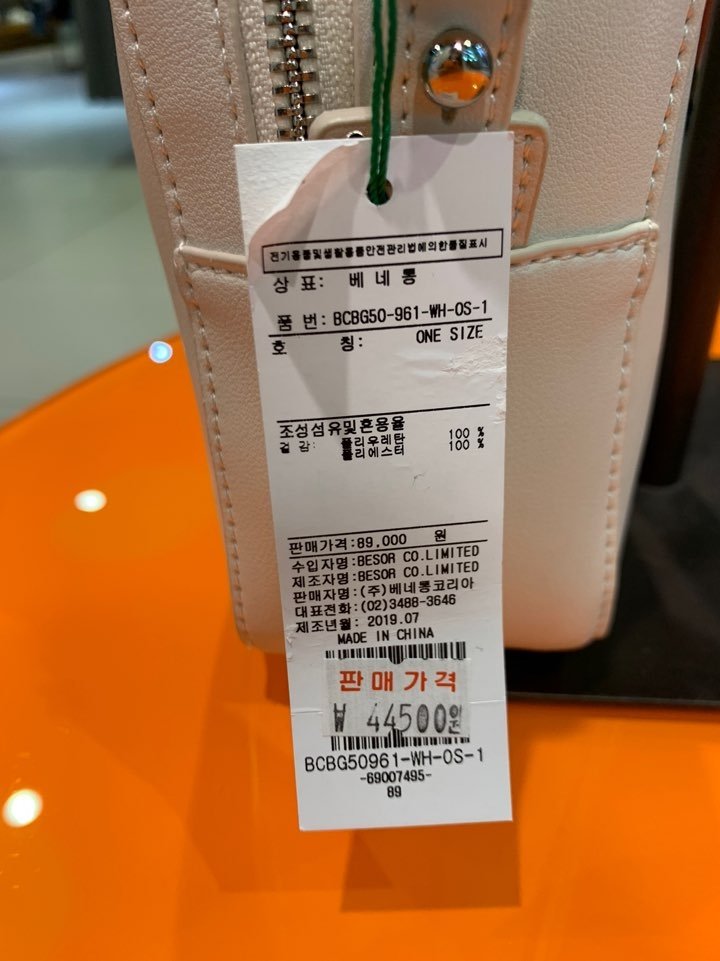 전기용품및생활용품안전관리법에의한품질표시
상 표: 베 네 통
품 번: BCBG50-961-WH-OS-1
호 칭: ONE SIZE
조성섬유및혼용율
겉 감: 폴리우레탄 100 %
폴리에스터 100 %
판매가격:89,000 원
수입자명:BESOR CO.LIMITED
제조자명:BESOR CO.LIMITED
판매자명:(주)베네통코리아
대표전화:(02)3488-3646
제조년월: 2019.07
MADE IN CHINA
판매가격
₩ 44500원
BCBG50961-WH-OS-1
-69007495-
89